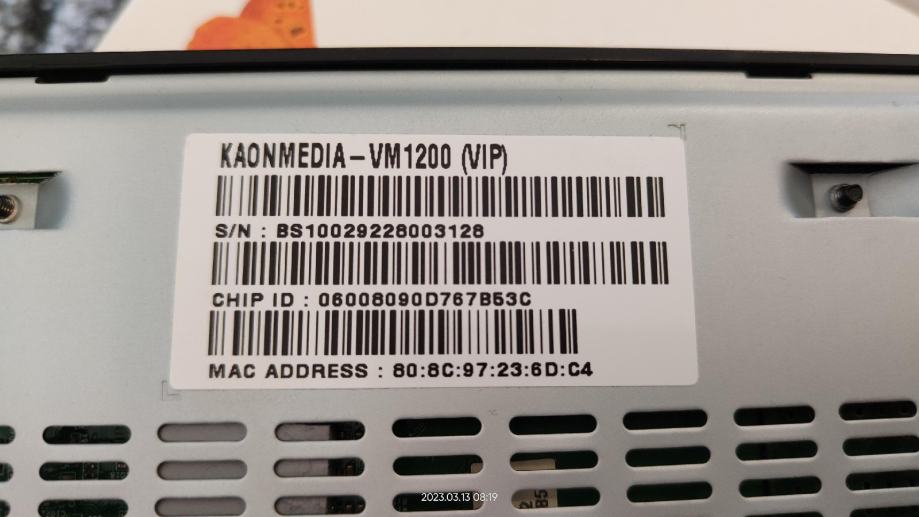 KAONMEDIA-VM1200 (VIP)
S/N : BS10029228003128
CHIP ID : 06008090D767B53C
MAC ADDRESS : 80:8C:97:23:6D:C4
2023.03.13 08:19